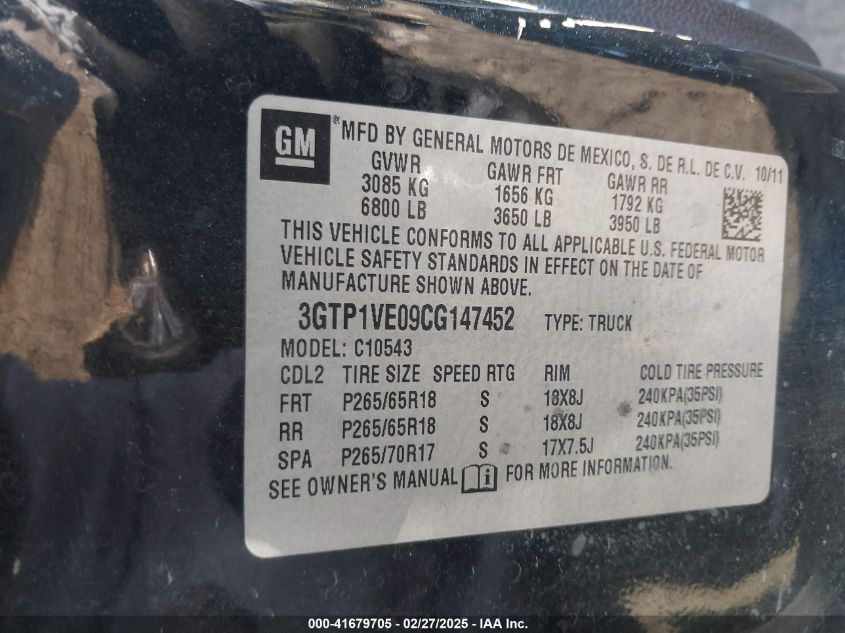 GM
®MFD BY GENERAL MOTORS DE MEXICO, S. DE R.L. DE C.V. 10/11
GVWR GAWR FRT GAWR RR
3085 KG 1656 KG 1792 KG
6800 LB 3650 LB 3950 LB
THIS VEHICLE CONFORMS TO ALL APPLICABLE U.S. FEDERAL MOTOR
VEHICLE SAFETY STANDARDS IN EFFECT ON THE DATE OF
MANUFACTURE SHOWN ABOVE.
3GTP1VE09CG147452 TYPE: TRUCK
MODEL: C10543
CDL2 TIRE SIZE SPEED RTG RIM COLD TIRE PRESSURE
FRT P265/65R18 S 18X8J 240KPA(35PSI)
RR P265/65R18 S 18X8J 240KPA(35PSI)
SPA P265/70R17 S 17X7.5J 240KPA(35PSI)
SEE OWNER'S MANUAL i FOR MORE INFORMATION.
000-41679705 - 02/27/2025 - IAA Inc.